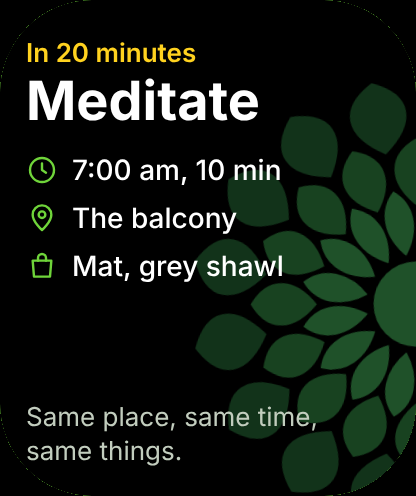 In 20 minutes
Meditate
7:00 am, 10 min
The balcony
Mat, grey shawl
Same place, same time,
same things.